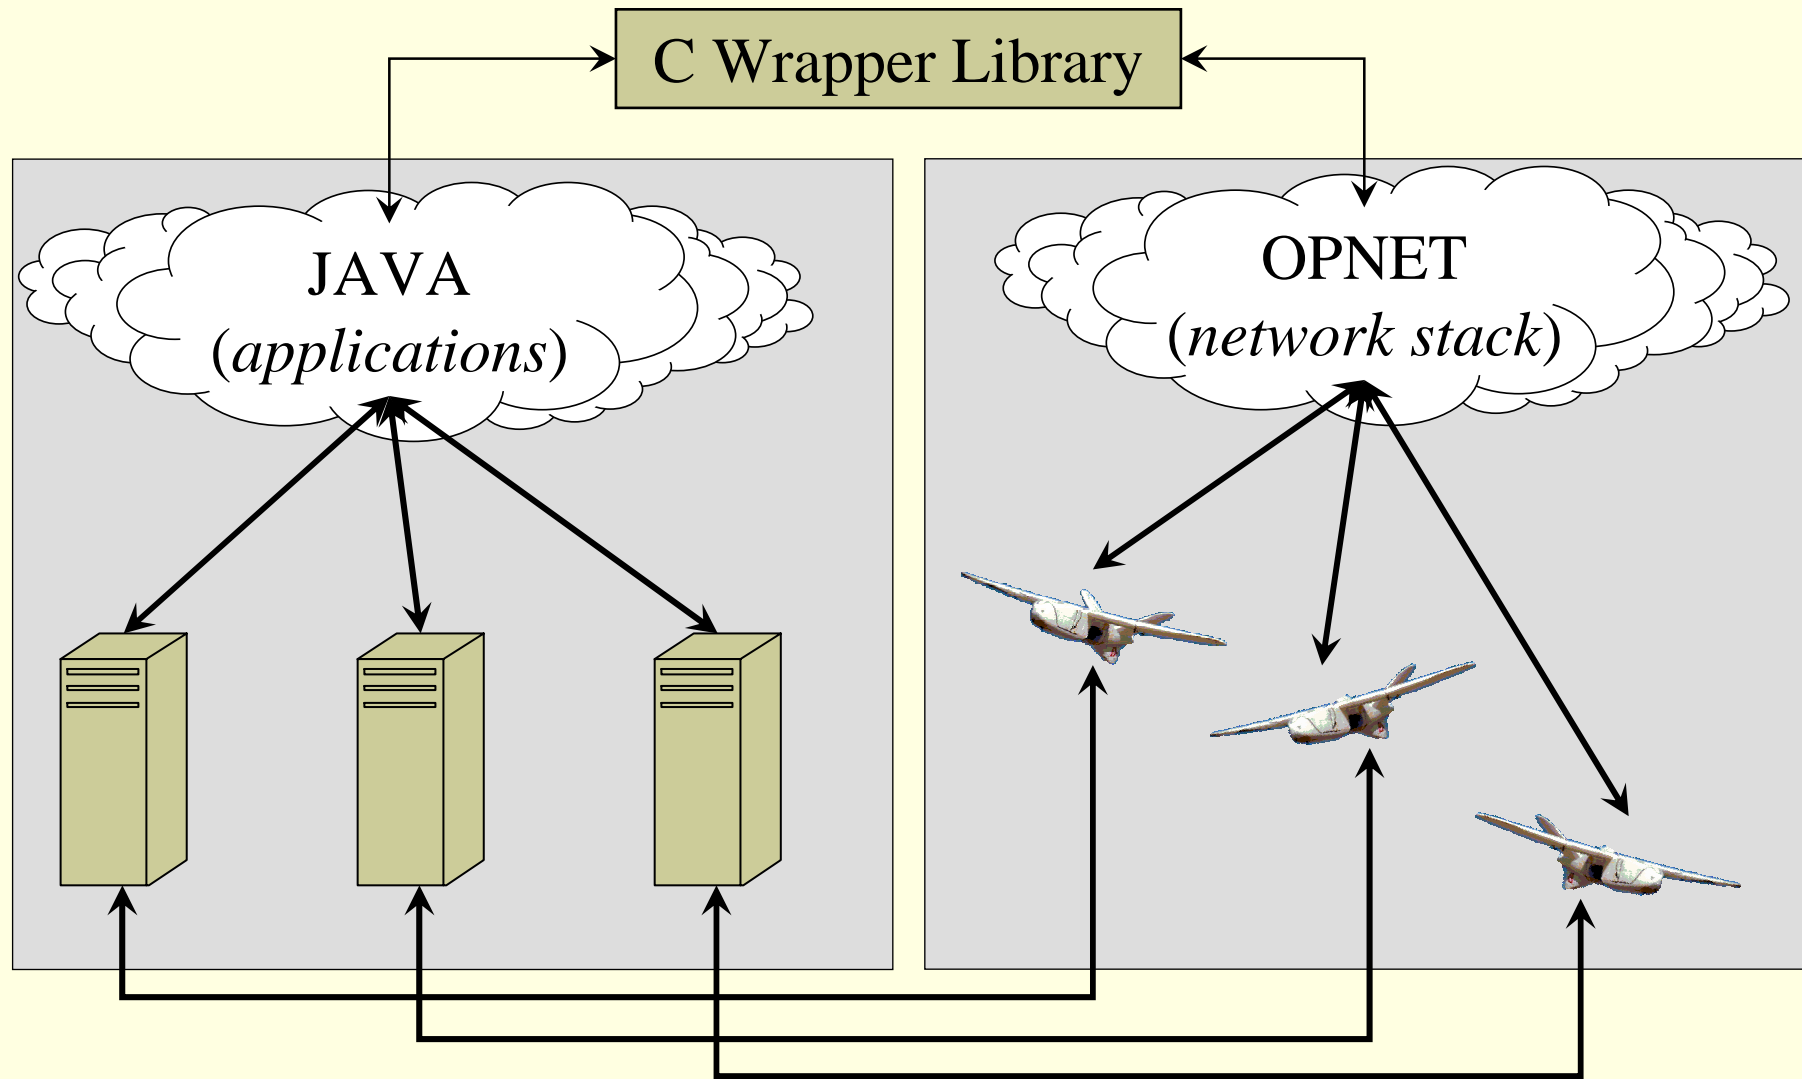 C Wrapper Library
JAVA
(applications)
OPNET
(network stack)